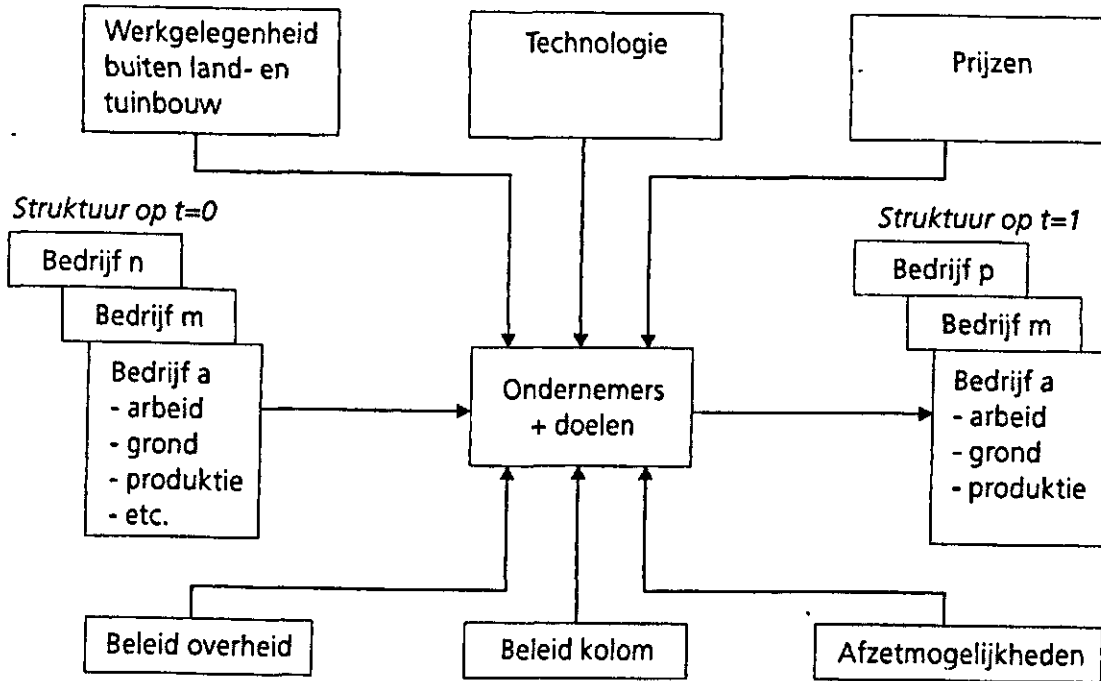 Werkgelegenheid
buiten land- en
tuinbouw
Technologie
Prijzen
Struktuur op t=0
Bedrijf n
Bedrijf m
Bedrijf a
- arbeid
- grond
- produktie
- etc.
Ondernemers
+ doelen
Struktuur op t=1
Bedrijf p
Bedrijf m
Bedrijf a
- arbeid
- grond
- produktie
Beleid overheid
Beleid kolom
Afzetmogelijkheden